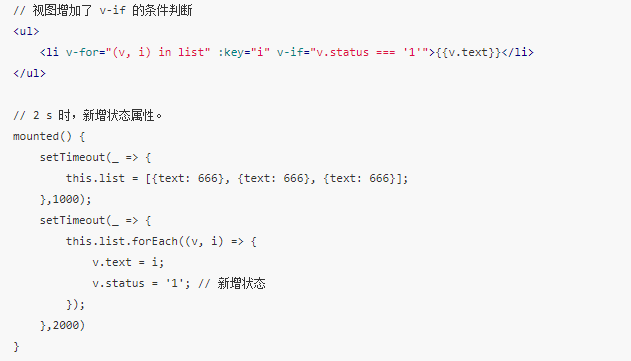 // 视图增加了 v-if 的条件判断
<ul>
    <li v-for="(v, i) in list" :key="i" v-if="v.status === '1'">{{v.text}}</li>
</ul>

// 2 s 时，新增状态属性。
mounted() {
    setTimeout(_ => {
        this.list = [{text: 666}, {text: 666}, {text: 666}];
    },1000);
    setTimeout(_ => {
        this.list.forEach((v, i) => {
            v.text = i;
            v.status = '1'; // 新增状态
        });
    },2000)
}